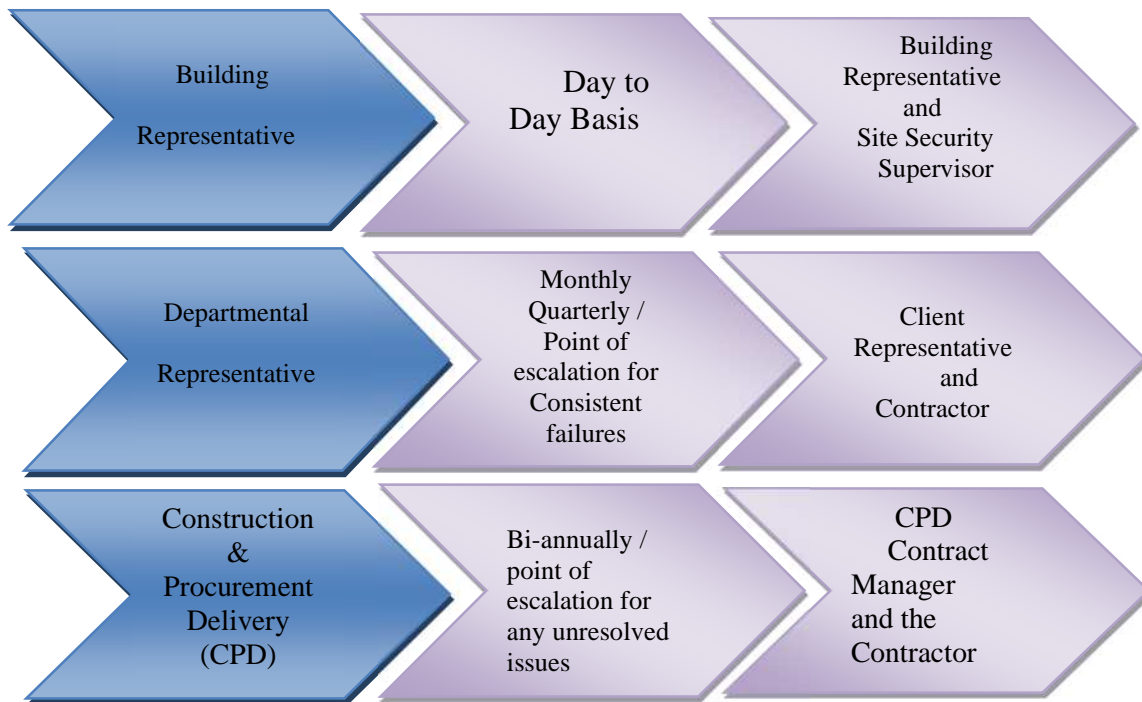 Building
Representative
Day to
Day Basis
Building
Representative
and
Site Security
Supervisor
Departmental
Representative
Monthly
Quarterly /
Point of
escalation for
Consistent
failures
Client
Representative
and
Contractor
Construction
&
Procurement
Delivery
(CPD)
Bi-annually /
point of
escalation for
any unresolved
issues
CPD
Contract
Manager
and the
Contractor